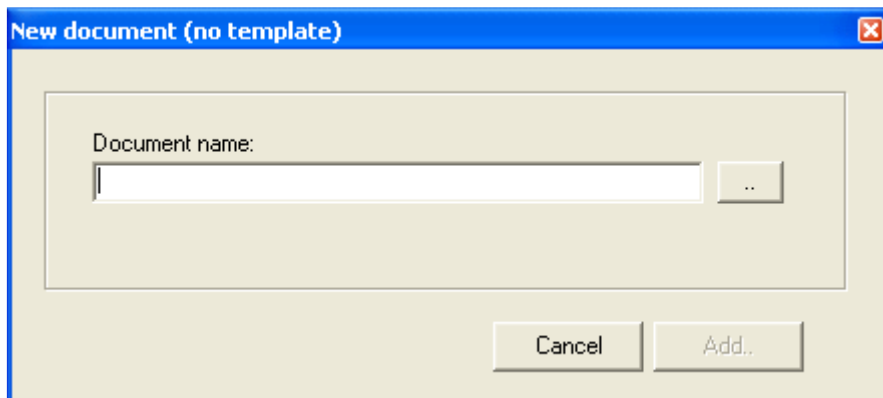 New document (no template)
Document name:
..
Cancel
Add..